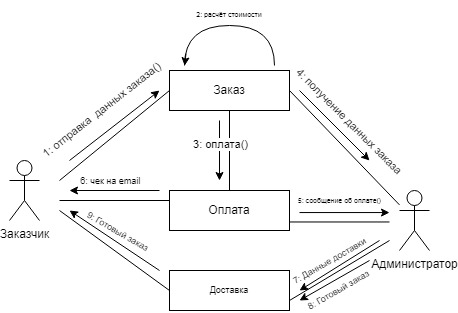 2: расчёт стоимости
Заказ
1: отправка данных заказа()
4: получение данных заказа
3: оплата()
6: чек на email
5: сообщение об оплате()
Оплата
Заказчик
9: Готовый заказ
Администратор
7: Данные доставки
Доставка
8: Готовый заказ